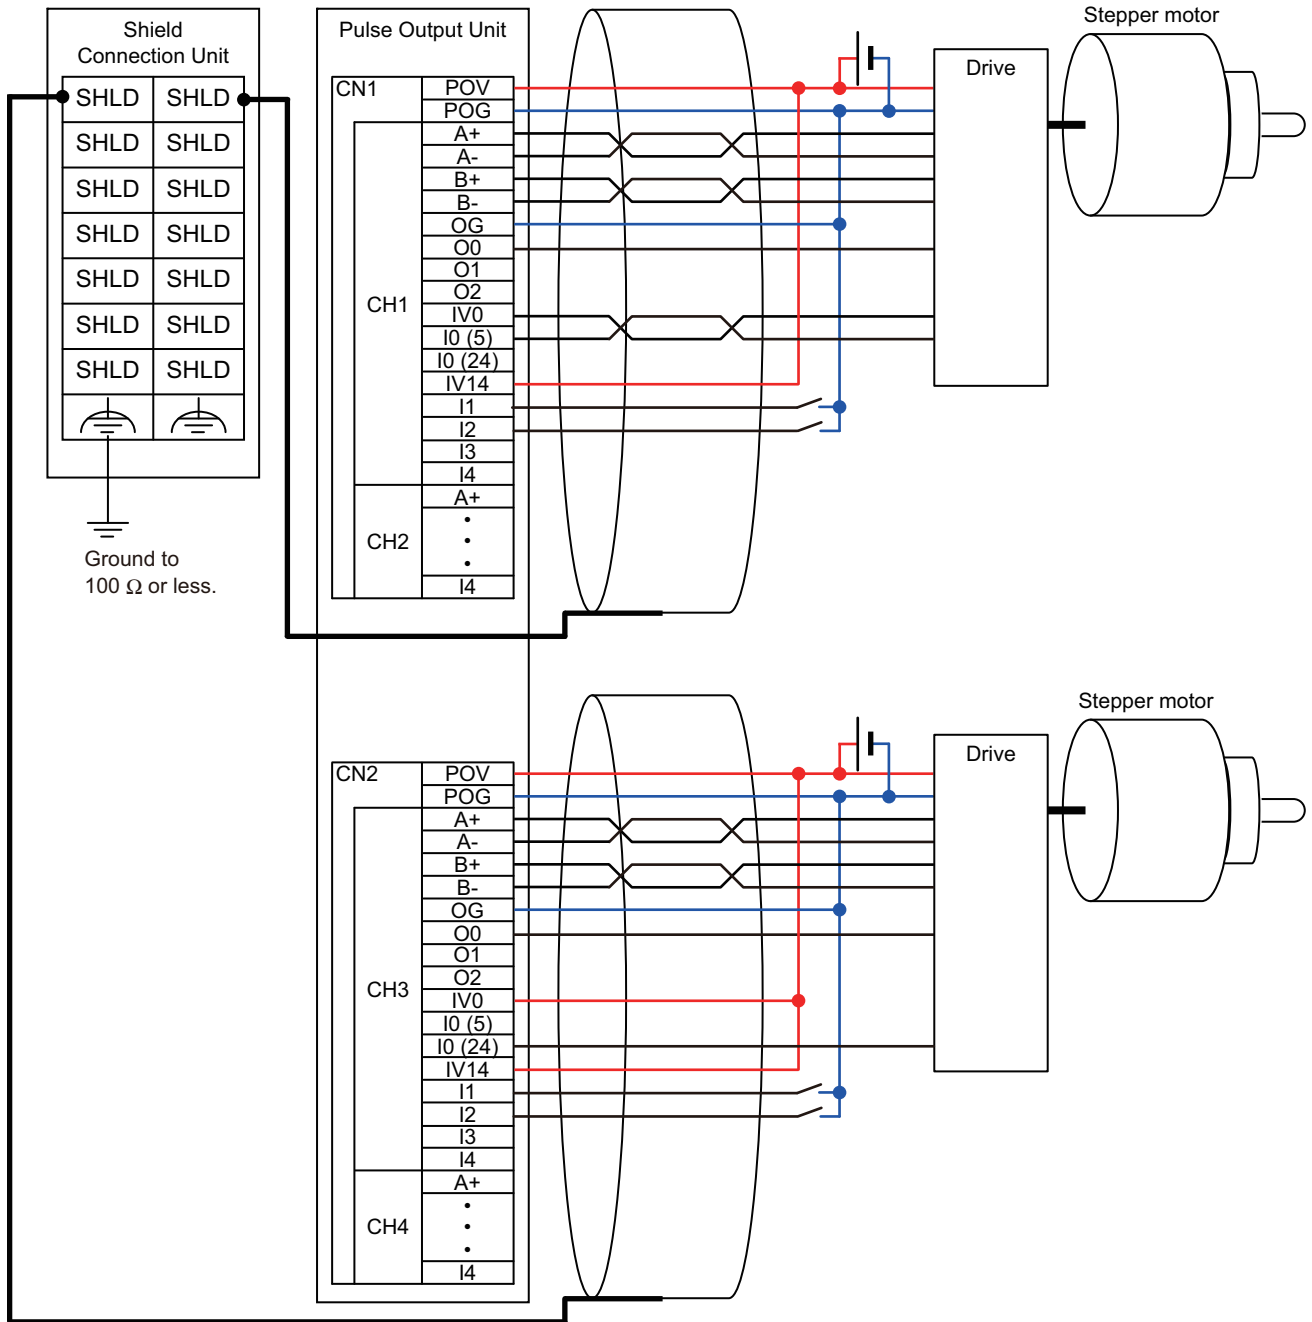 Shield
Connection Unit
SHLD SHLD
SHLD SHLD
SHLD SHLD
SHLD SHLD
SHLD SHLD
SHLD SHLD
SHLD SHLD
Ground to
100 Ω or less.
Pulse Output Unit
CN1
POV
POG
CH1
A+
A-
B+
B-
OG
O0
O1
O2
IV0
I0 (5)
I0 (24)
IV14
I1
I2
I3
I4
CH2
A+
I4
Drive
Stepper motor
CN2
POV
POG
CH3
A+
A-
B+
B-
OG
O0
O1
O2
IV0
I0 (5)
I0 (24)
IV14
I1
I2
I3
I4
CH4
A+
I4
Drive
Stepper motor